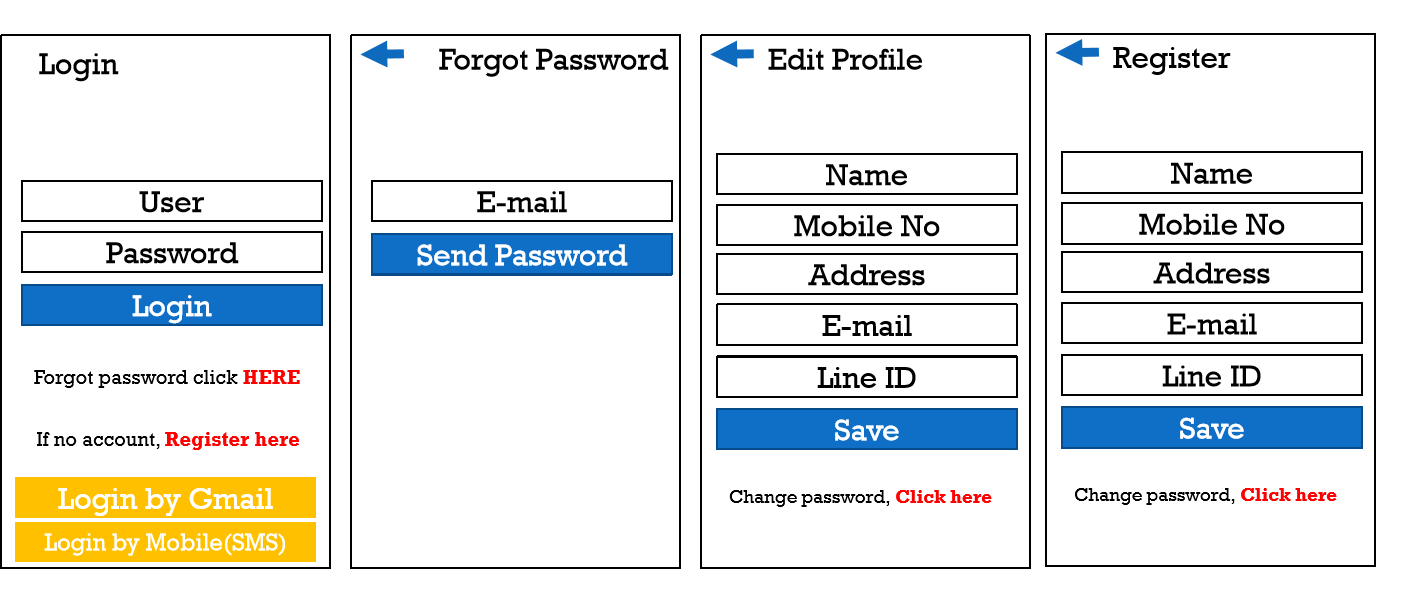 Login
User
Password
Login
Forgot password click HERE
If no account, Register here
Login by Gmail
Login by Mobile(SMS)
Forgot Password
E-mail
Send Password
Edit Profile
Name
Mobile No
Address
E-mail
Line ID
Save
Change password, Click here
Register
Name
Mobile No
Address
E-mail
Line ID
Save
Change password, Click here